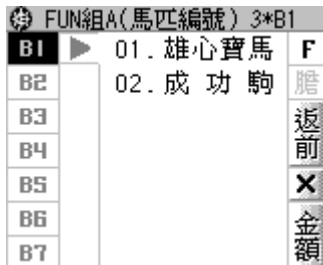 FUN組A(馬匹編號) 3*B1
B1 ▶ 01.雄心寶馬 F
B2 02.成功駒 膽
B3 返
B4 前
B5 ×
B6 金
B7 額